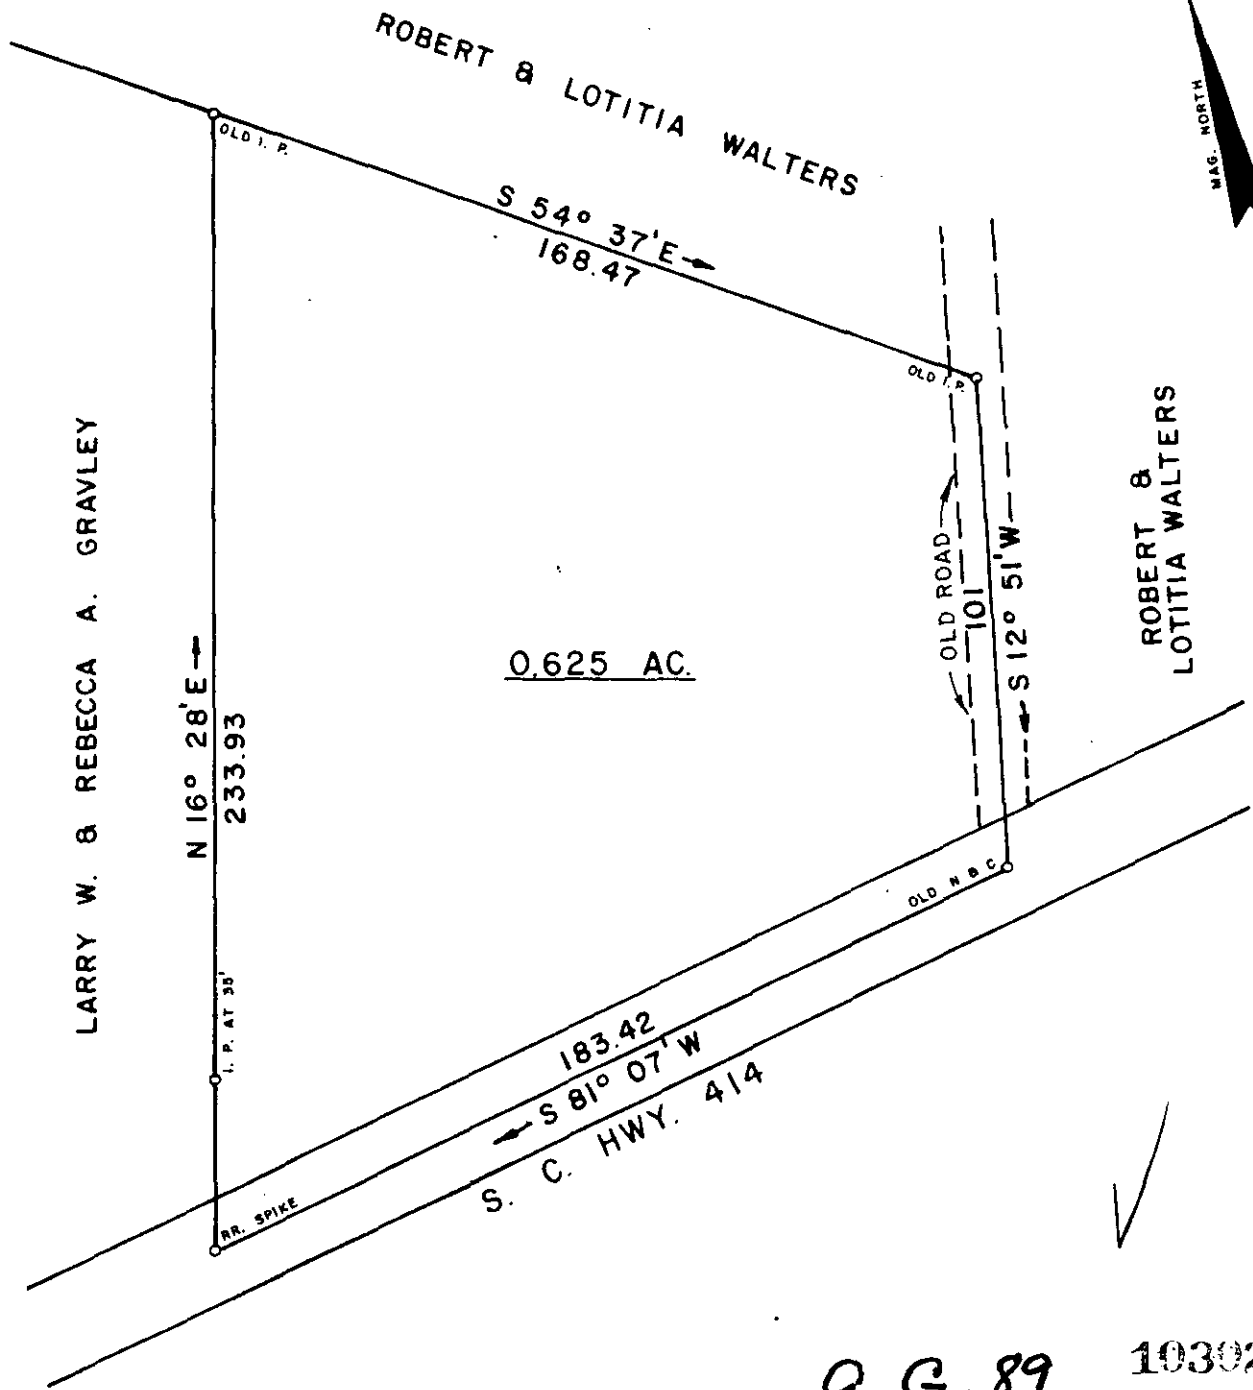 ROBERT & LOTITIA WALTERS
MAG. NORTH
OLD I. P.
S 54° 37' E
168.47
OLD I. P.
LARRY W. & REBECCA A. GRAVLEY
N 16° 28' E
233.93
0.625 AC.
OLD ROAD
101
S 12° 51' W
ROBERT &
LOTITIA WALTERS
I. P. AT 35'
OLD N & C
183.42
S 81° 07' W
RR. SPIKE
S. C. HWY. 414
89